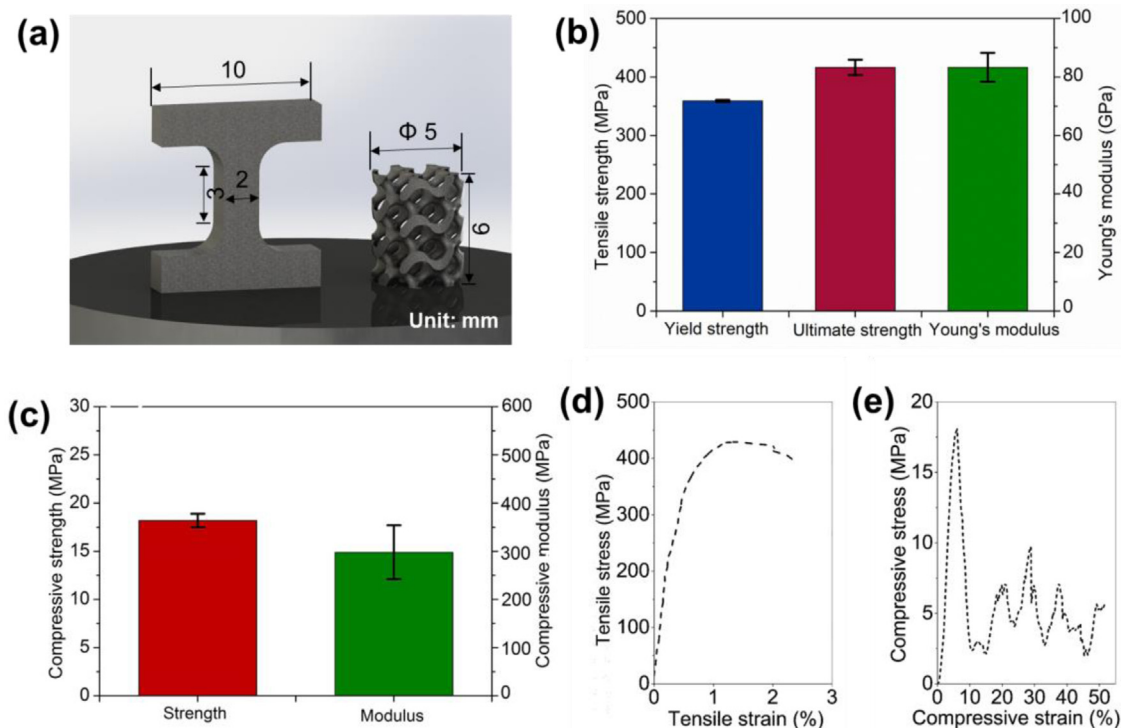 (a)
10
Φ 5
3
2
6
Unit: mm
(b)
500
400
300
200
100
0
Tensile strength (MPa)
100
80
60
40
20
0
Young's modulus (GPa)
Yield strength
Ultimate strength
Young's modulus
(c)
30
25
20
15
10
5
0
Compressive strength (MPa)
600
500
400
300
200
100
0
Compressive modulus (MPa)
Strength
Modulus
(d)
500
400
300
200
100
0
Tensile stress (MPa)
0
1
2
3
Tensile strain (%)
(e)
20
15
10
5
0
Compressive stress (MPa)
0
10
20
30
40
50
Compressive strain (%)